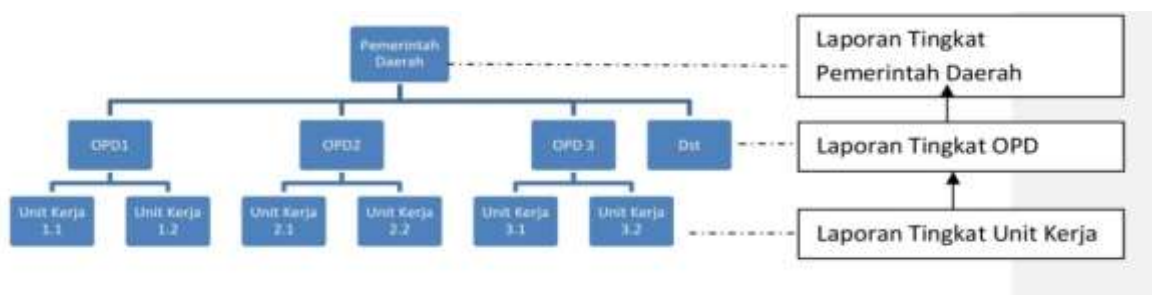 Pemerintah
Daerah
Laporan Tingkat
Pemerintah Daerah
OPD1
OPD2
OPD 3
Dst
Laporan Tingkat OPD
Unit Kerja
1.1
Unit Kerja
1.2
Unit Kerja
2.1
Unit Kerja
2.2
Unit Kerja
3.1
Unit Kerja
3.2
Laporan Tingkat Unit Kerja